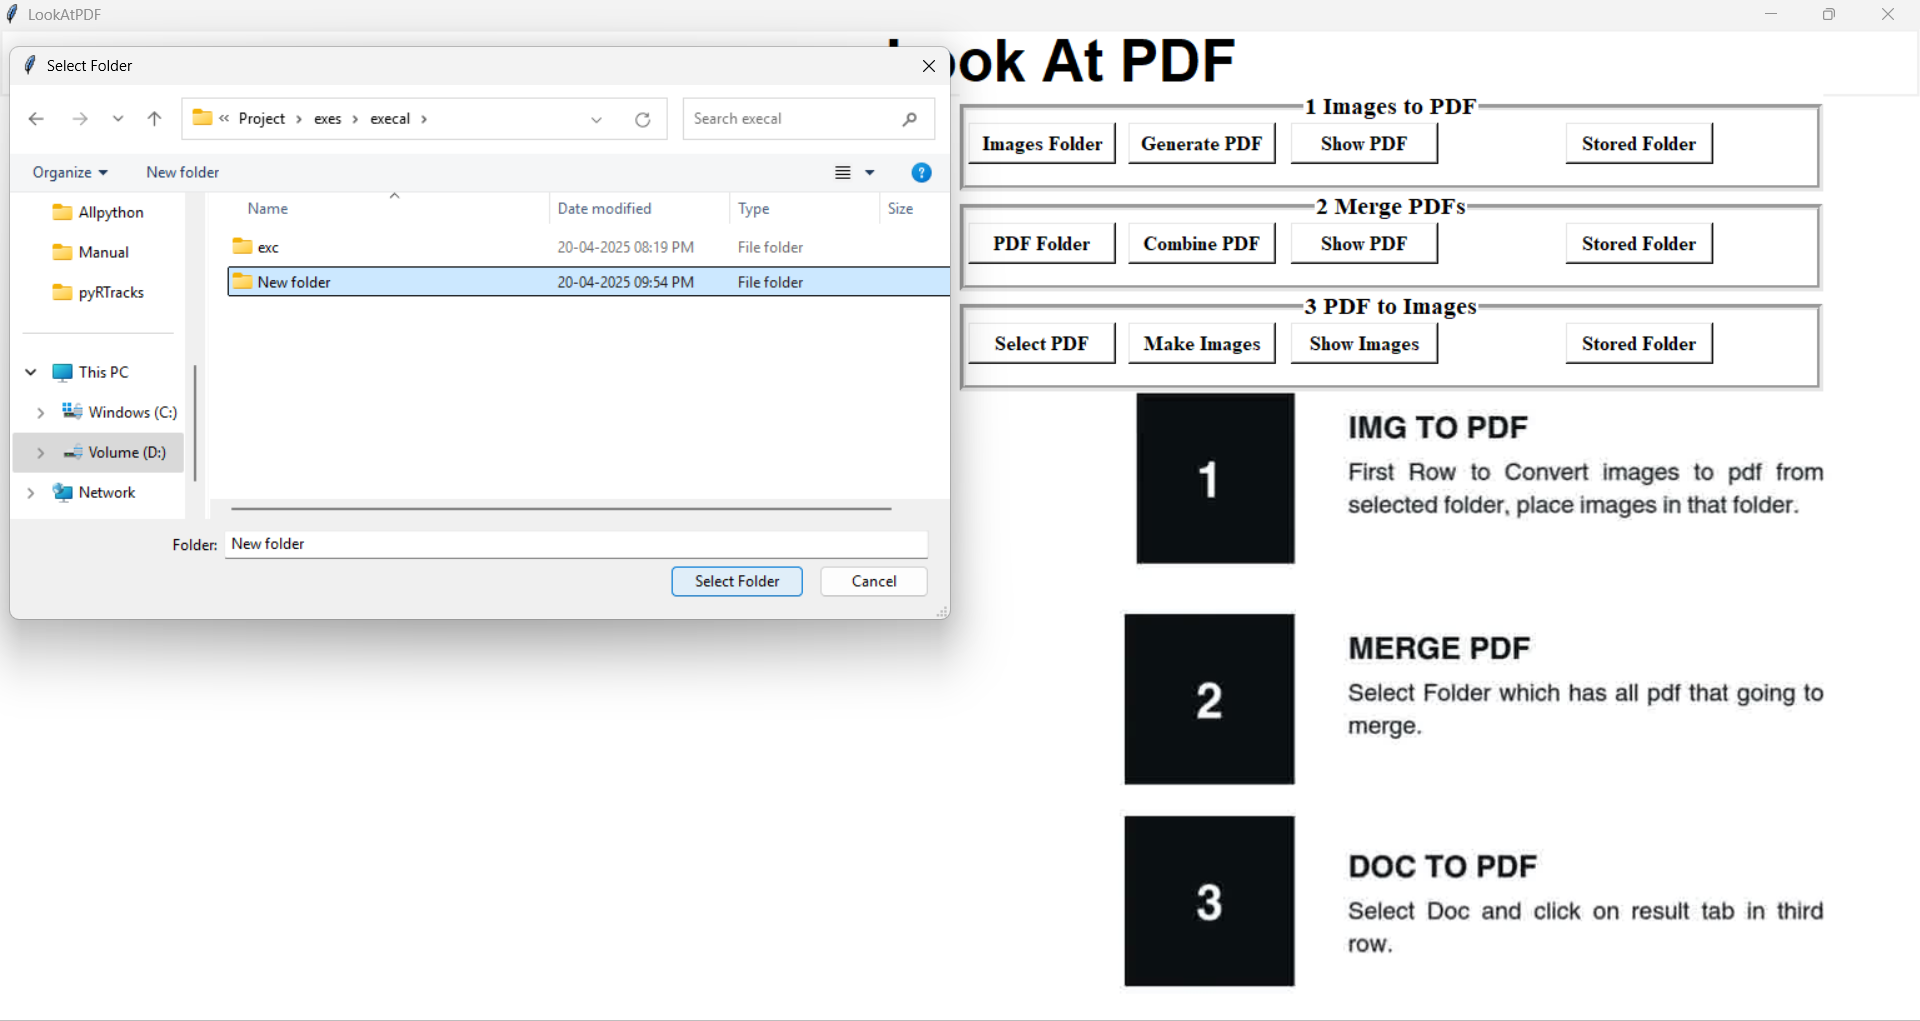 LookAtPDF
Look At PDF
Select Folder
« Project > exes > execal >
Search execal
Organize
New folder
?
Allpython
Manual
pyRTracks
This PC
Windows (C:)
Volume (D:)
Network
Name Date modified Type Size
exc 20-04-2025 08:19 PM File folder
New folder 20-04-2025 09:54 PM File folder
Folder: New folder
Select Folder Cancel
1 Images to PDF
Images Folder Generate PDF Show PDF Stored Folder
2 Merge PDFs
PDF Folder Combine PDF Show PDF Stored Folder
3 PDF to Images
Select PDF Make Images Show Images Stored Folder
1
IMG TO PDF
First Row to Convert images to pdf from
selected folder, place images in that folder.
2
MERGE PDF
Select Folder which has all pdf that going to
merge.
3
DOC TO PDF
Select Doc and click on result tab in third
row.